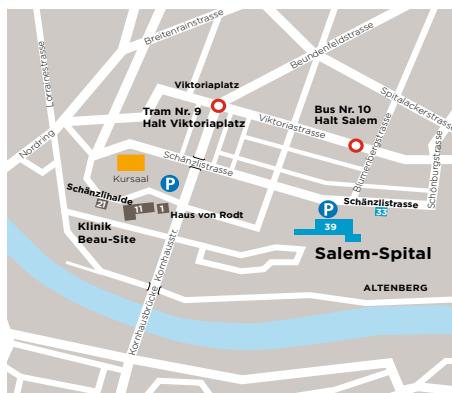 Breitenrainstrasse
Lorrainestrasse
Beundenfeldstrasse
Viktoriaplatz
Spitalackerstrasse
Tram Nr. 9
Halt Viktoriaplatz
Bus Nr. 10
Halt Salem
Viktoriastrasse
Nordring
Schänzlistrasse
Blumenbergstrasse
Schönburgstrasse
Kursaal
P
Schänzlihalde
21
11
1
Haus von Rodt
P
Schänzlistrasse
33
39
Klinik
Beau-Site
Kornhausstr.
Salem-Spital
Kornhausbrücke
ALTENBERG